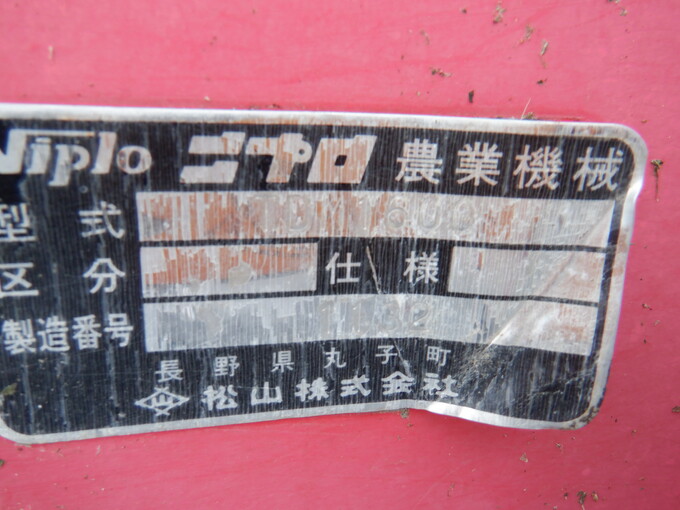 Niplo ニプロ 農業機械
型式
区分 仕様
製造番号
長野県丸子町
松山株式会社